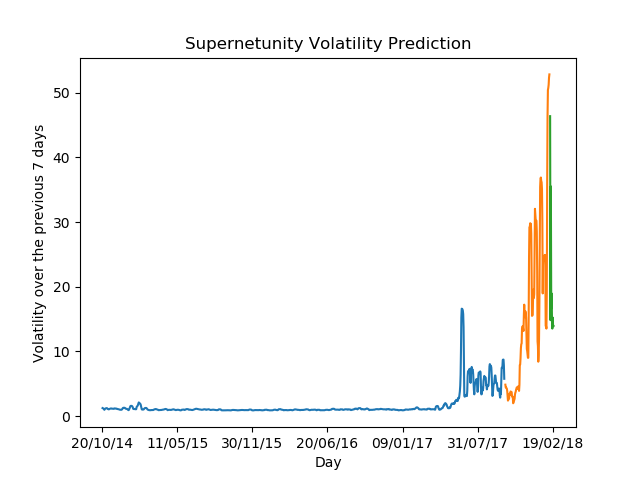 Supernetunity Volatility Prediction
Volatility over the previous 7 days
50
40
30
20
10
0
20/10/14 11/05/15 30/11/15 20/06/16 09/01/17 31/07/17 19/02/18
Day